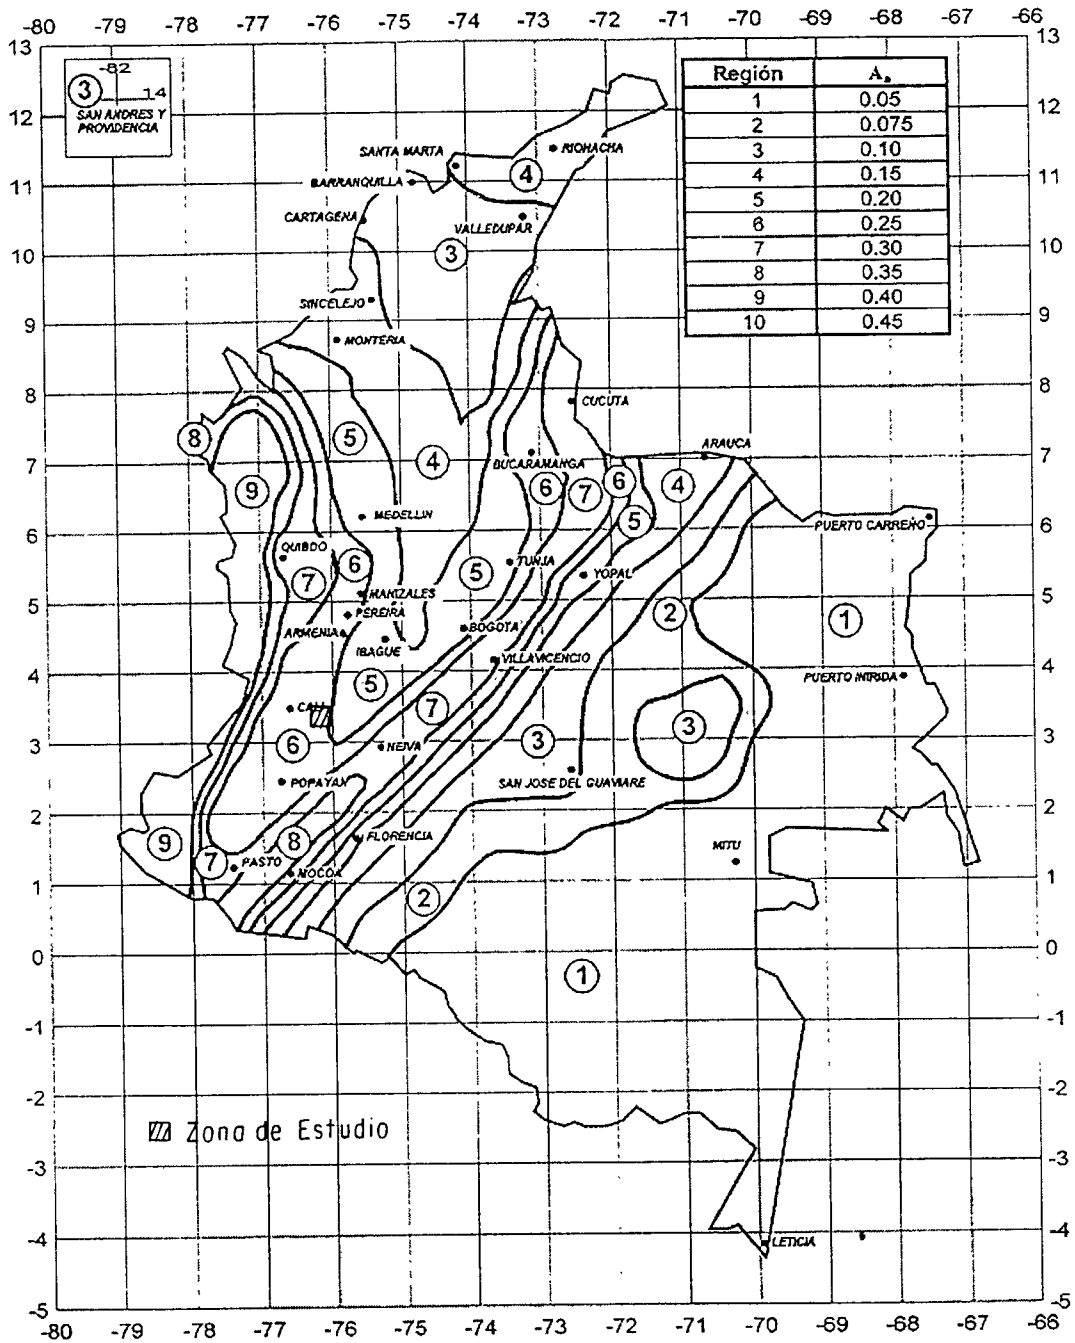 -80 -79 -78 -77 -76 -75 -74 -73 -72 -71 -70 -69 -68 -67 -66
13 13
-82
3 14
SAN ANDRES Y
PROVIDENCIA
Región Aₐ
1 0.05
2 0.075
3 0.10
4 0.15
5 0.20
6 0.25
7 0.30
8 0.35
9 0.40
10 0.45
12 12
SANTA MARTA
RIOHACHA
4
11 11
BARRANQUILLA
CARTAGENA
VALLEDUPAR
3
10 10
SINCELEJO
9 9
MONTERIA
8 8
CUCUTA
8
5
4
ARAUCA
7 7
BUCARAMANGA
9
6
7
6
4
5
MEDELLIN
PUERTO CARREÑO
6 6
QUIBDO
7
6
5
TUNJA
YOPAL
MANIZALES
5 5
PEREIRA
2
1
ARMENIA
IBAGUE
BOGOTA
VILLAVICENCIO
4 4
5
PUERTO INIRIDA
CALI
7
3
3
6
NEIVA
3 3
POPAYAN
SAN JOSE DEL GUAVIARE
2 2
9
7
8
FLORENCIA
MITU
PASTO
MOCOA
1 1
2
0 0
1
-1 -1
-2 -2
Zona de Estudio
-3 -3
-4 -4
LETICIA
-5 -5
-80 -79 -78 -77 -76 -75 -74 -73 -72 -71 -70 -69 -68 -67 -66